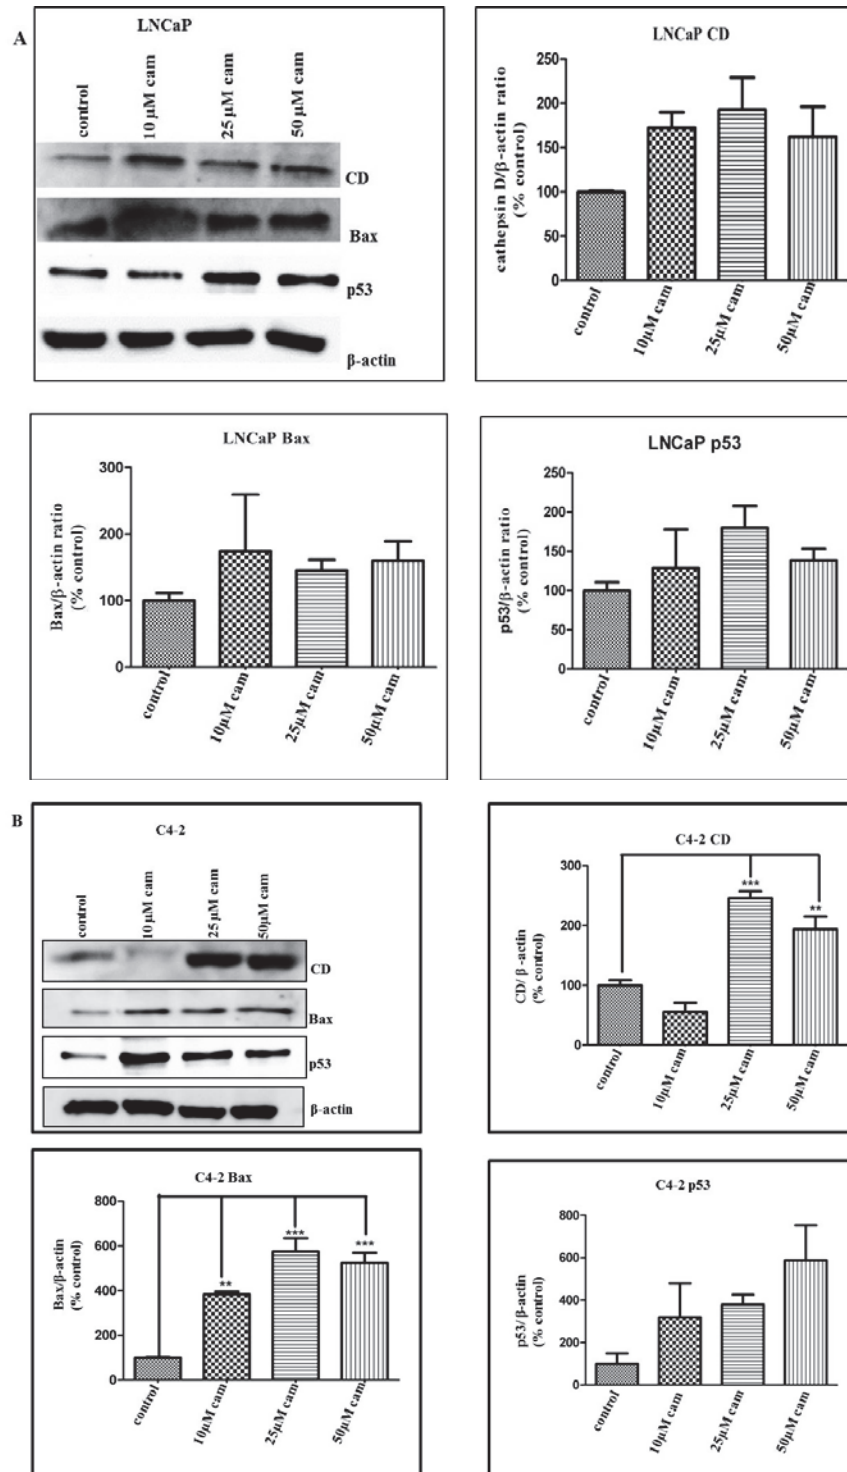 A
LNCaP
control
10 µM cam
25 µM cam
50 µM cam
CD
Bax
p53
β-actin
LNCaP CD
cathepsin D/β-actin ratio
(% control)
250
200
150
100
50
0
control
10µM cam
25µM cam
50µM cam
LNCaP Bax
Bax/β-actin ratio
(% control)
300
200
100
0
control
10µM cam
25µM cam
50µM cam
LNCaP p53
p53/β-actin ratio
(% control)
250
200
150
100
50
0
control
10µM cam
25µM cam
50µM cam
B
C4-2
control
10 µM cam
25 µM cam
50µM cam
CD
Bax
p53
β-actin
C4-2 CD
CD/ β-actin
(% control)
300
200
100
0
***
**
control
10µM cam
25µM cam
50µM cam
C4-2 Bax
Bax/β-actin
(% control)
800
600
400
200
0
**
***
***
control
10µM cam
25µM cam
50µM cam
C4-2 p53
p53/β-actin
(% control)
800
600
400
200
0
control
10µM cam
25µM cam
50µM cam